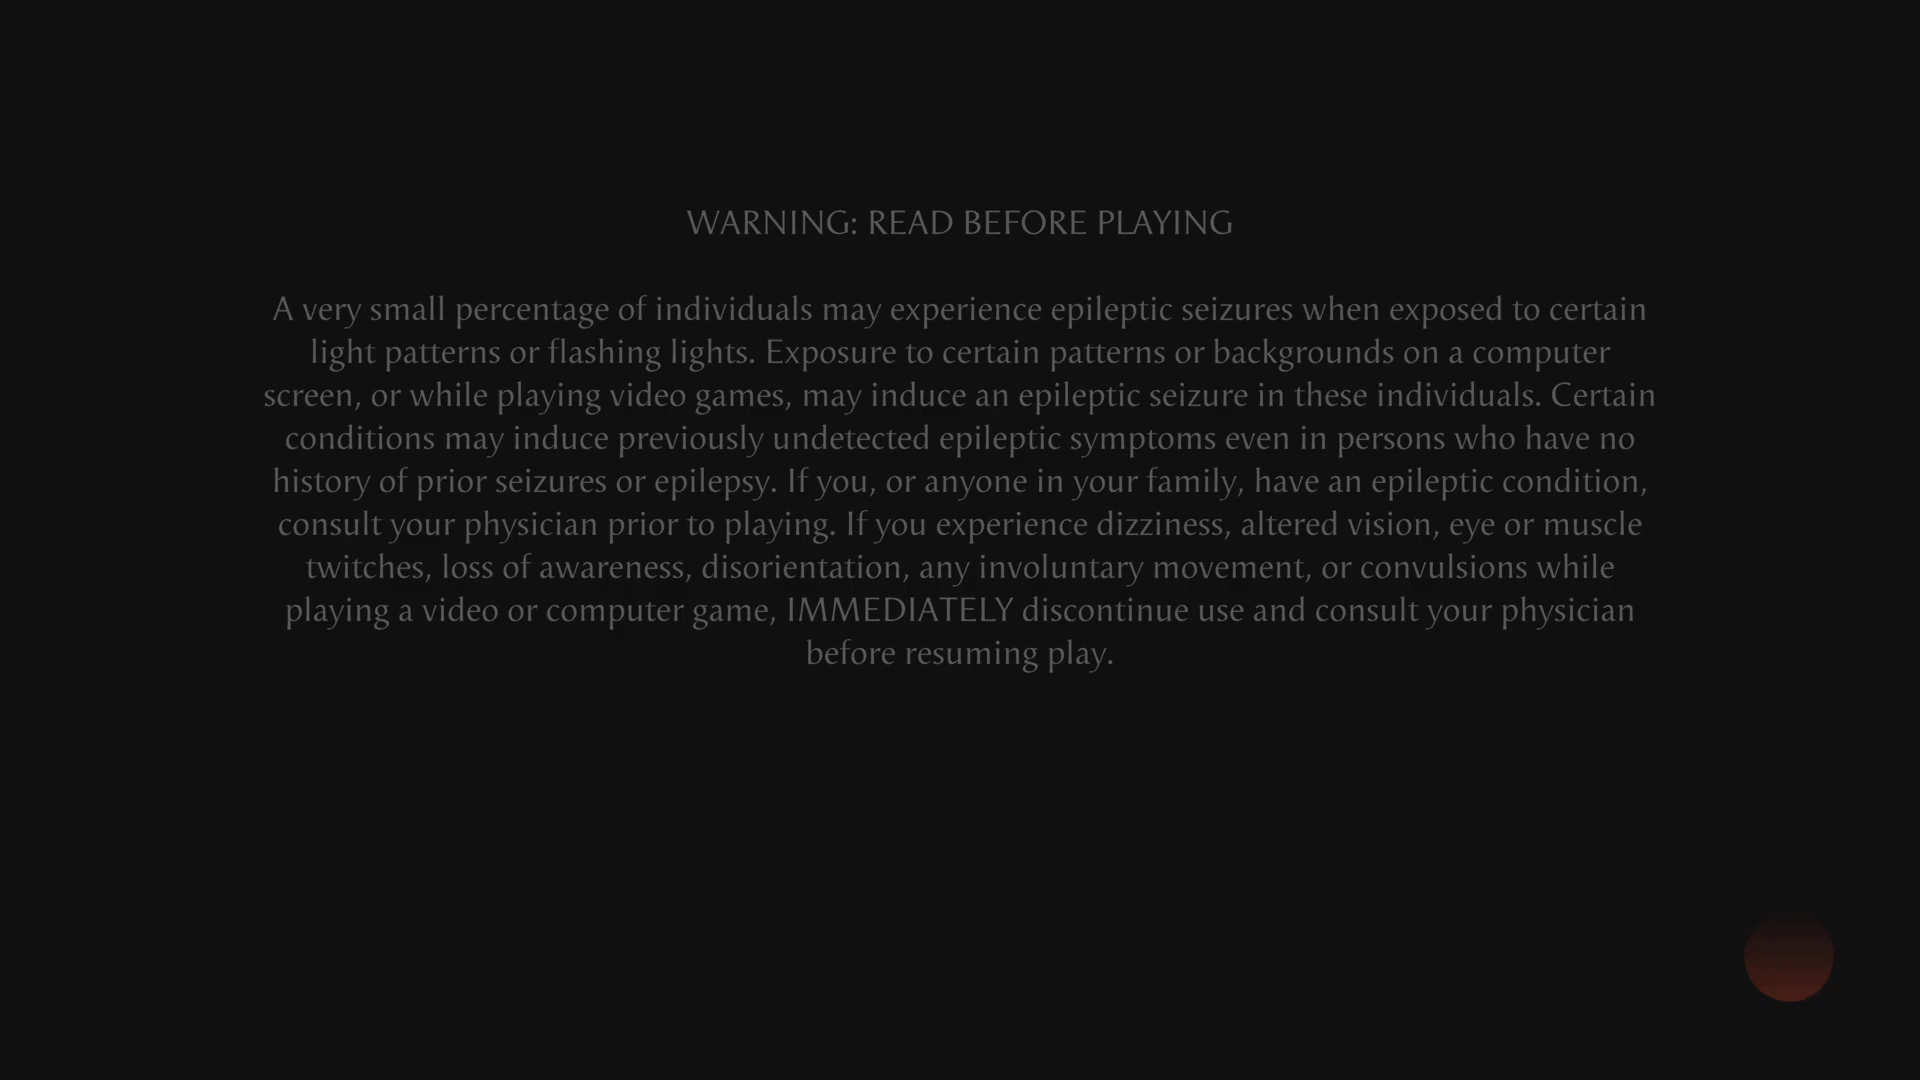 WARNING: READ BEFORE PLAYING
A very small percentage of individuals may experience epileptic seizures when exposed to certain
light patterns or flashing lights. Exposure to certain patterns or backgrounds on a computer
screen, or while playing video games, may induce an epileptic seizure in these individuals. Certain
conditions may induce previously undetected epileptic symptoms even in persons who have no
history of prior seizures or epilepsy. If you, or anyone in your family, have an epileptic condition,
consult your physician prior to playing. If you experience dizziness, altered vision, eye or muscle
twitches, loss of awareness, disorientation, any involuntary movement, or convulsions while
playing a video or computer game, IMMEDIATELY discontinue use and consult your physician
before resuming play.